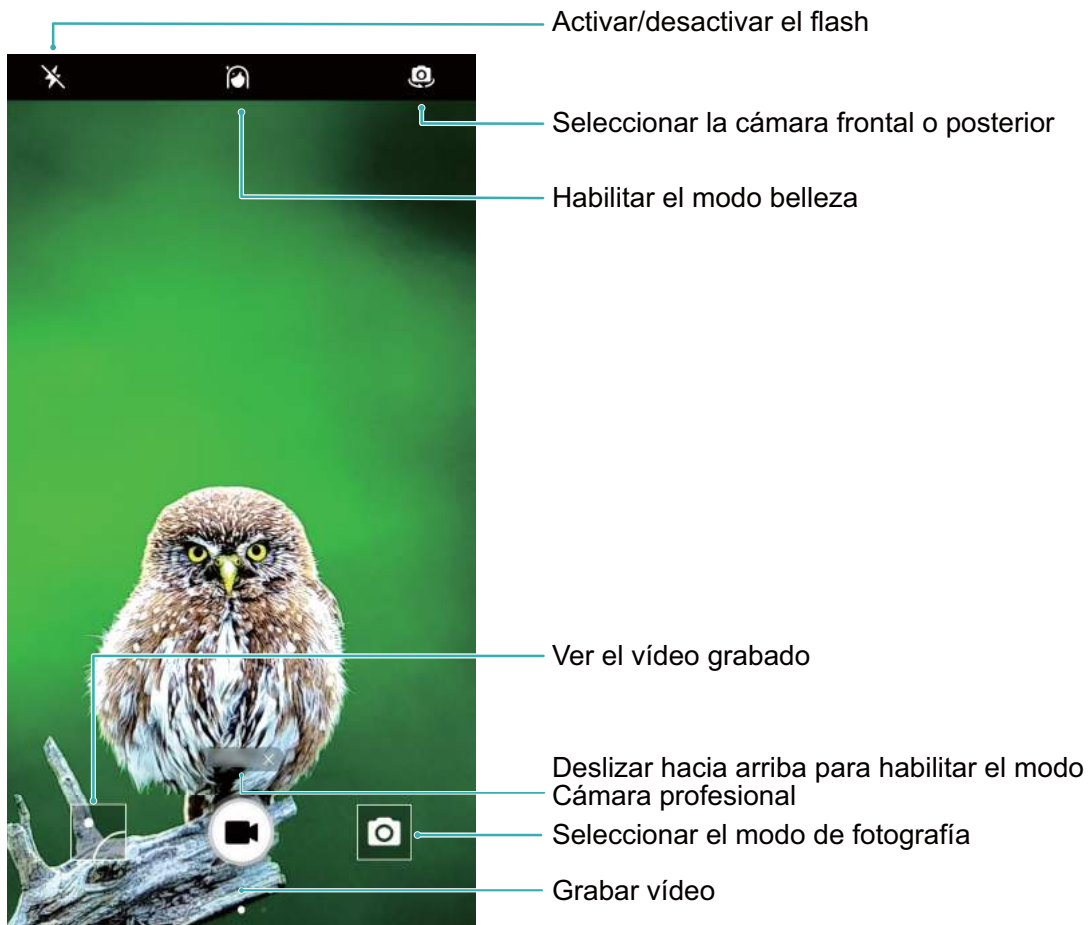 Activar/desactivar el flash
Seleccionar la cámara frontal o posterior
Habilitar el modo belleza
Ver el vídeo grabado
Deslizar hacia arriba para habilitar el modo
Cámara profesional
Seleccionar el modo de fotografía
Grabar vídeo